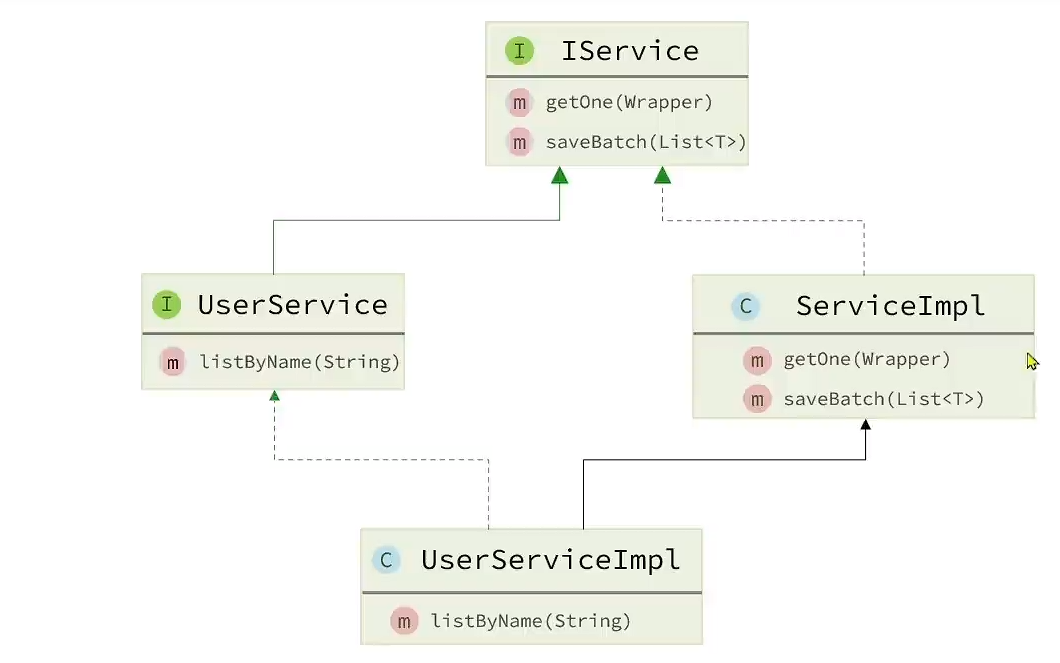 I IService
m getOne(Wrapper)
m saveBatch(List<T>)
I UserService
m listByName(String)
C ServiceImpl
m getOne(Wrapper)
m saveBatch(List<T>)
C UserServiceImpl
m listByName(String)